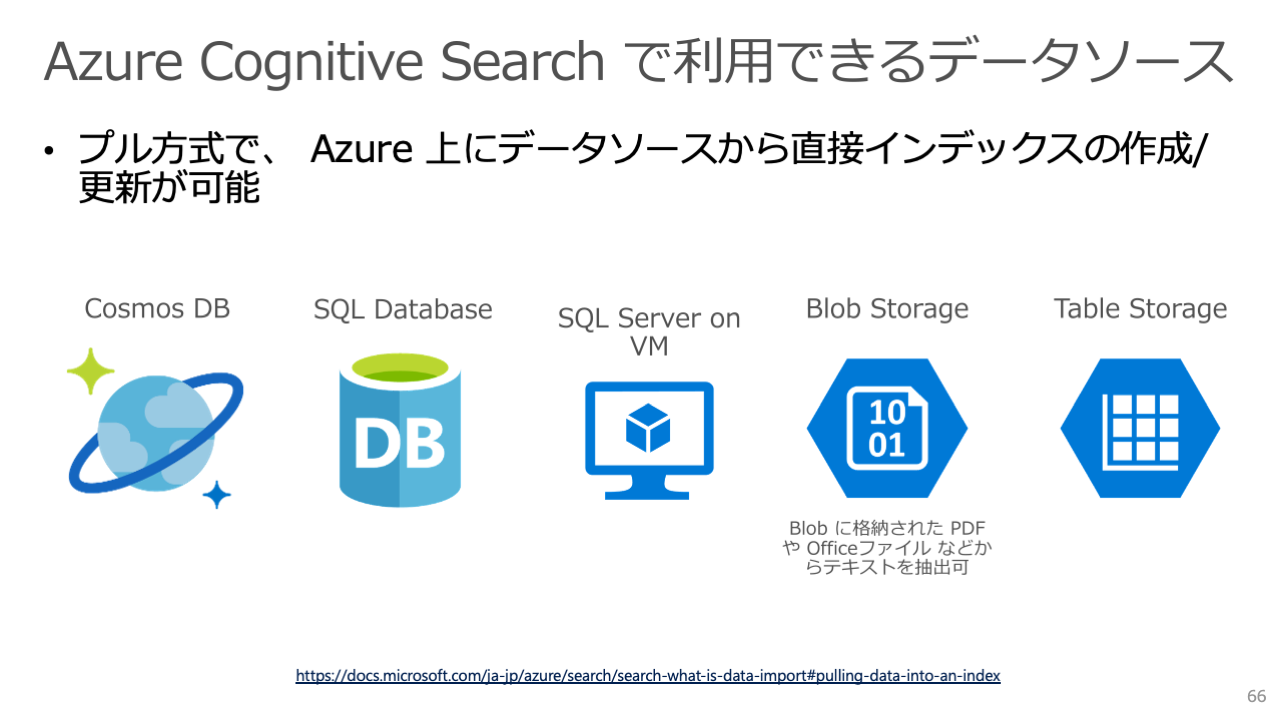 Azure Cognitive Search で利用できるデータソース
• プル方式で、 Azure 上にデータソースから直接インデックスの作成/
更新が可能
Cosmos DB
SQL Database
SQL Server on
VM
Blob Storage
Table Storage
DB
10
01
Blob に格納された PDF
や Officeファイル などか
らテキストを抽出可
https://docs.microsoft.com/ja-jp/azure/search/search-what-is-data-import#pulling-data-into-an-index
66